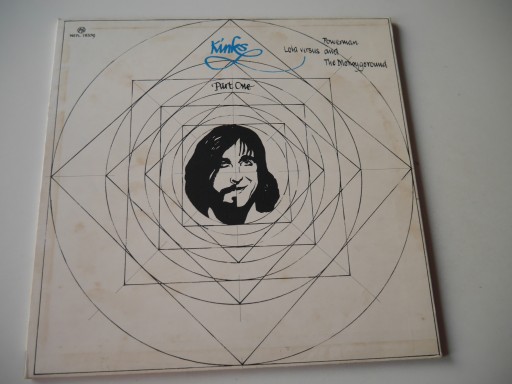 Kinks
Lola versus
Powerman
and
The Moneygoround
Part One